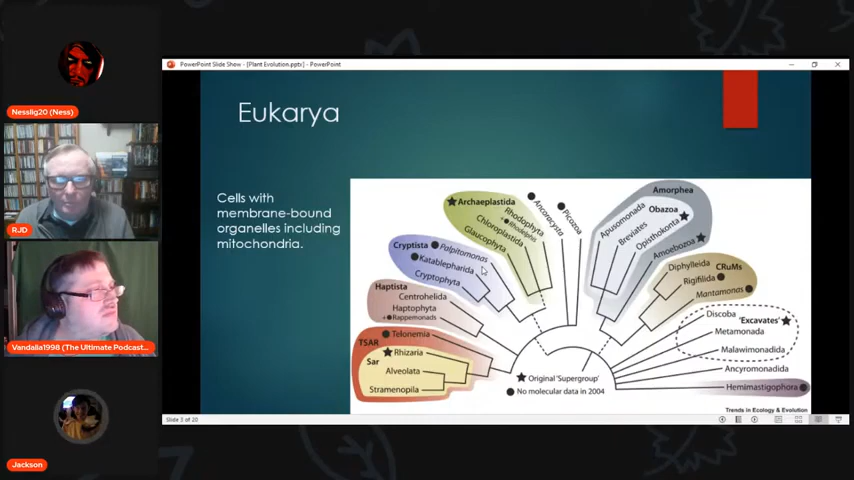 PowerPoint Slide Show - [Plant Evolution.pptx] - PowerPoint
Nesslig20 (Ness)
RJD
Vandalia1998 (The Ultimate Podcast...
Jackson
Eukarya
Cells with
membrane-bound
organelles including
mitochondria.
Archaeplastida
Rhodophyta
+ Rhodelphis
Chloroplastida
Glaucophyta
Ancoracysta
Picozoa
Amorphea
Obazoa
Apusomonada
Breviates
Opisthokonta
Amoebozoa
Cryptista
Palpitomonas
Katablepharida
Cryptophyta
CRuMs
Diphylleida
Rigifilida
Mantamonas
Haptista
Centrohelida
Haptophyta
+ Rappemonads
Discoba
'Excavates'
Metamonada
Malawimonadida
TSAR
Telonemia
Sar
Rhizaria
Alveolata
Stramenopila
Ancyromonadida
Hemimastigophora
Original 'Supergroup'
No molecular data in 2004
Trends in Ecology & Evolution
Slide 3 of 20